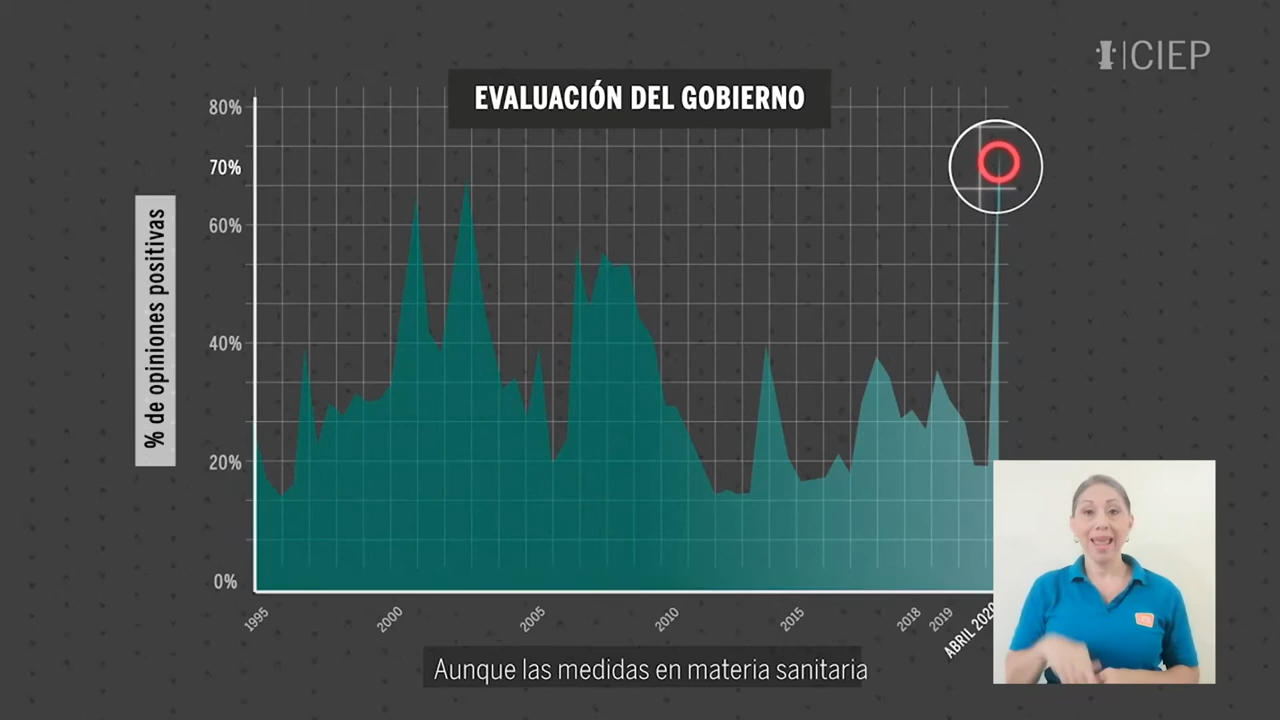 CIEP
EVALUACIÓN DEL GOBIERNO
% de opiniones positivas
80%
70%
60%
40%
20%
0%
1995
2000
2005
2010
2015
2018
2019
ABRIL 2020
Aunque las medidas en materia sanitaria